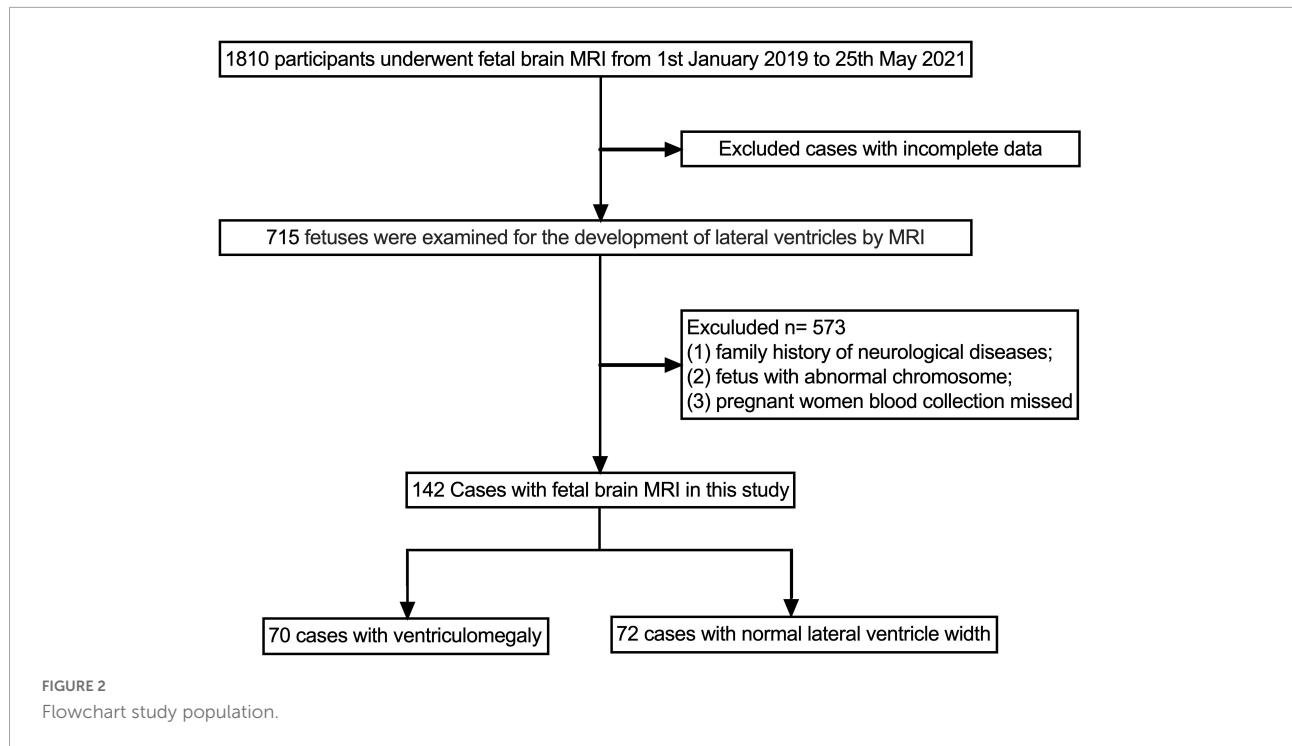 1810 participants underwent fetal brain MRI from 1st January 2019 to 25th May 2021
Excluded cases with incomplete data
715 fetuses were examined for the development of lateral ventricles by MRI
Exculuded n= 573
(1) family history of neurological diseases;
(2) fetus with abnormal chromosome;
(3) pregnant women blood collection missed
142 Cases with fetal brain MRI in this study
70 cases with ventriculomegaly
72 cases with normal lateral ventricle width
FIGURE 2
Flowchart study population.